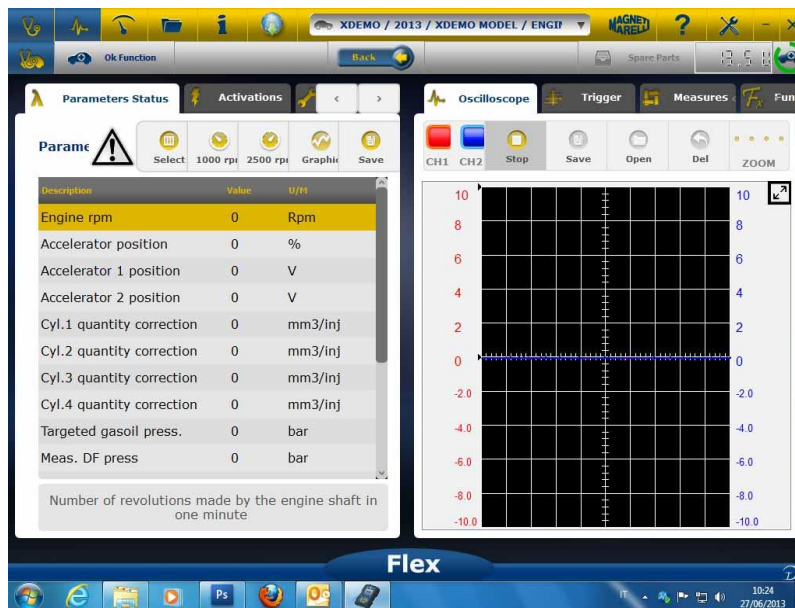 XDEMO / 2013 / XDEMO MODEL / ENGIN
MAGNETI
MARELLI
Ok Function
Back
Spare Parts
13.5 U
Parameters Status
Activations
Oscilloscope
Trigger
Measures
Fun
Parame
Select
1000 rpi
2500 rpi
Graphic
Save
CH1
CH2
Stop
Save
Open
Del
ZOOM
Description Value U/M
Engine rpm 0 Rpm
Accelerator position 0 %
Accelerator 1 position 0 V
Accelerator 2 position 0 V
Cyl.1 quantity correction 0 mm3/inj
Cyl.2 quantity correction 0 mm3/inj
Cyl.3 quantity correction 0 mm3/inj
Cyl.4 quantity correction 0 mm3/inj
Targeted gasoil press. 0 bar
Meas. DF press 0 bar
Number of revolutions made by the engine shaft in
one minute
10 10
8 8
6 6
4 4
2 2
0 0
-2.0 -2.0
-4.0 -4.0
-6.0 -6.0
-8.0 -8.0
-10.0 -10.0
Flex
Ps
IT
10:24
27/06/2013